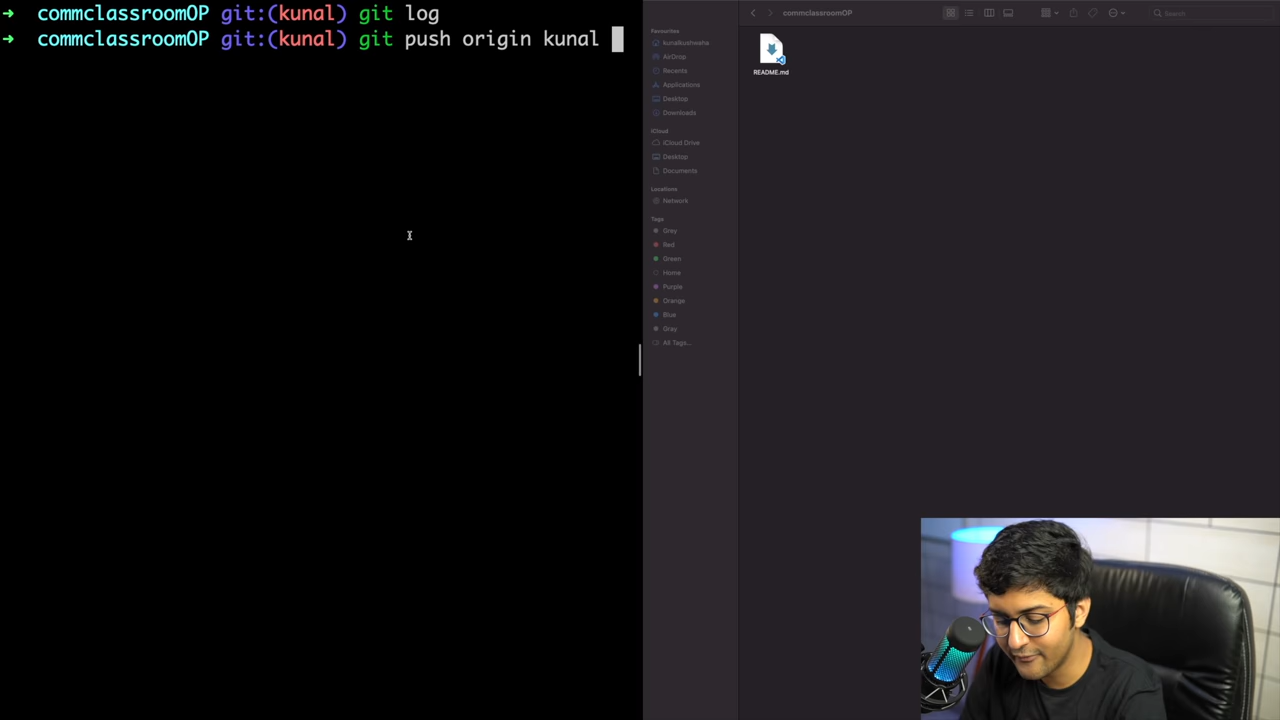 ➜ commclassroomOP git:(kunal) git log
➜ commclassroomOP git:(kunal) git push origin kunal
commclassroomOP
Search
README.md
Favourites
kunalkushwaha
AirDrop
Recents
Applications
Desktop
Downloads
iCloud
iCloud Drive
Desktop
Documents
Locations
Network
Tags
Grey
Red
Green
Home
Purple
Orange
Blue
Gray
All Tags...